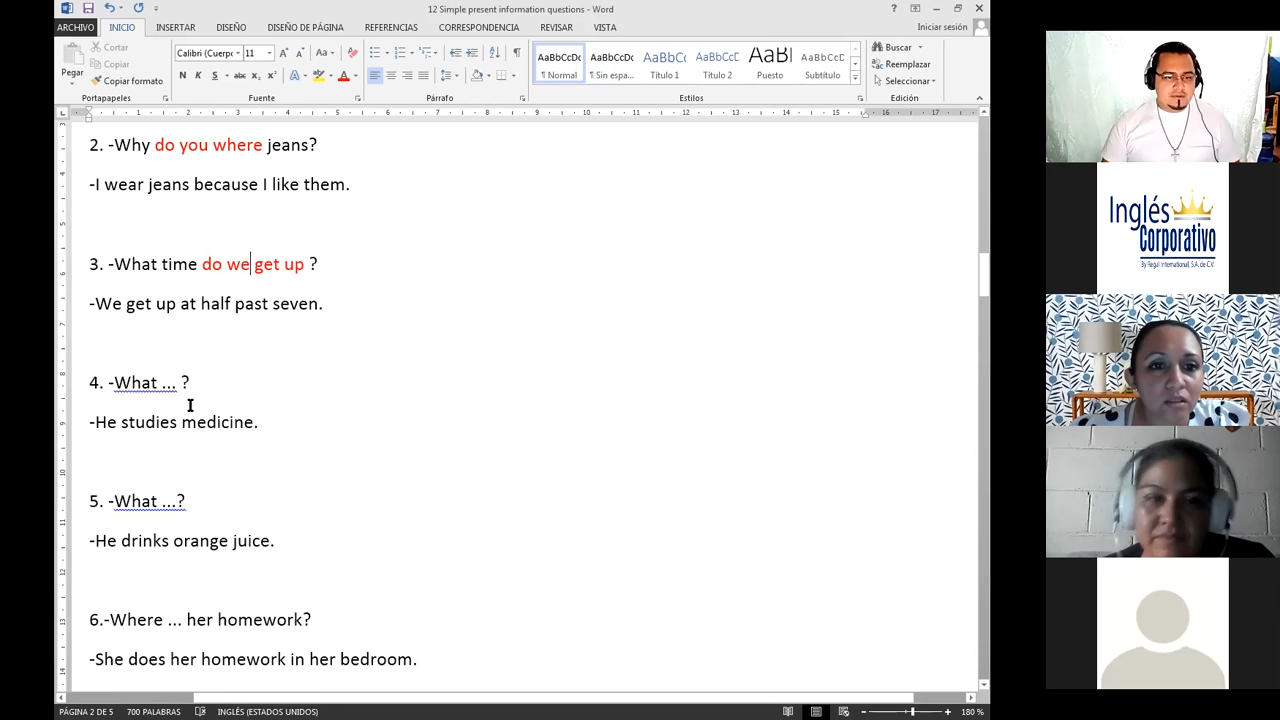 12 Simple present information questions - Word
ARCHIVO INICIO INSERTAR DISEÑO DISEÑO DE PÁGINA REFERENCIAS CORRESPONDENCIA REVISAR VISTA Iniciar sesión
Pegar
Cortar
Copiar
Copiar formato
Calibri (Cuerpo 11
AaBbCcDc AaBbCcDc AaBbCc AaBbCcD AaBl AaBbCcD
¶ Normal ¶ Sin espa... Título 1 Título 2 Puesto Subtítulo
Buscar
Reemplazar
Seleccionar
Portapapeles Fuente Párrafo Estilos Edición
2. -Why do you where jeans?
-I wear jeans because I like them.
3. -What time do we get up ?
-We get up at half past seven.
4. -What ... ?
-He studies medicine.
5. -What ...?
-He drinks orange juice.
6.-Where ... her homework?
-She does her homework in her bedroom.
PÁGINA 2 DE 5 700 PALABRAS INGLÉS (ESTADOS UNIDOS) 180 %
Inglés
Corporativo
by Regal International, S.A. de C.V.